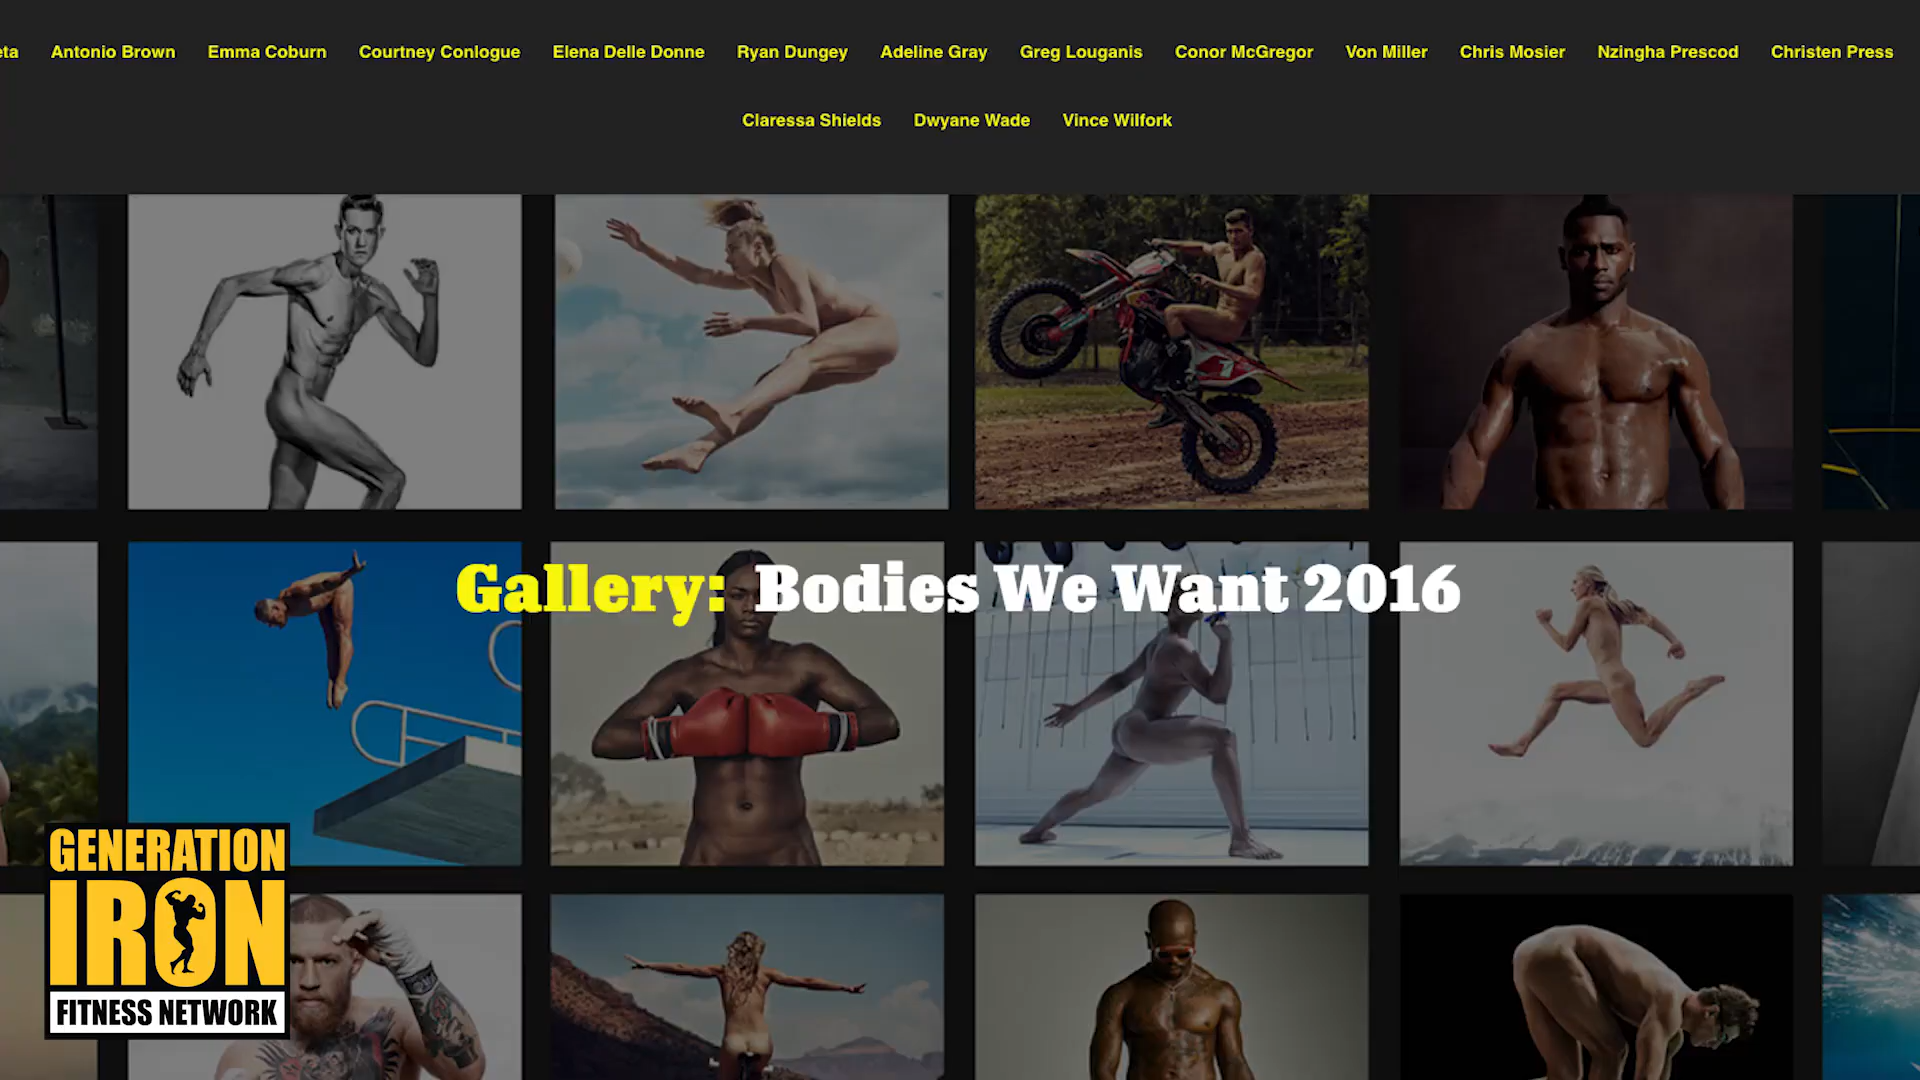 eta Antonio Brown Emma Coburn Courtney Conlogue Elena Delle Donne Ryan Dungey Adeline Gray Greg Louganis Conor McGregor Von Miller Chris Mosier Nzingha Prescod Christen Press
Claressa Shields Dwyane Wade Vince Wilfork
Gallery: Bodies We Want 2016
GENERATION
IRON
FITNESS NETWORK